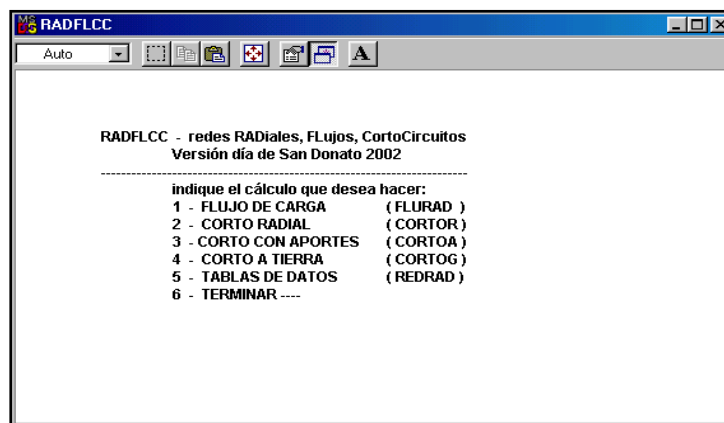 RADFLCC
Auto
A
RADFLCC - redes RADiales, FLujos, CortoCircuitos
Versión día de San Donato 2002
--------------------------------------------------------------------------
indique el cálculo que desea hacer:
1 - FLUJO DE CARGA ( FLURAD )
2 - CORTO RADIAL ( CORTOR )
3 - CORTO CON APORTES ( CORTOA )
4 - CORTO A TIERRA ( CORTOG )
5 - TABLAS DE DATOS ( REDRAD )
6 - TERMINAR ----